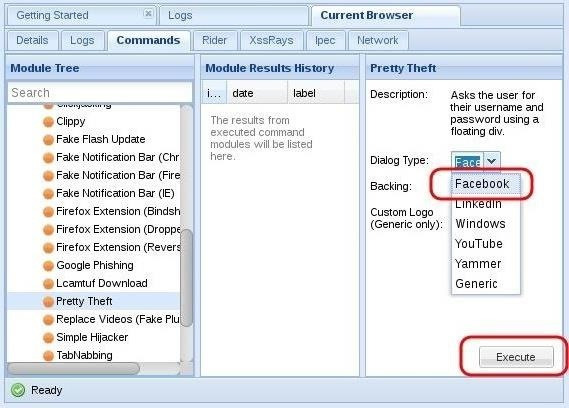 Getting Started
Logs
Current Browser
Details
Logs
Commands
Rider
XssRays
Ipec
Network
Module Tree
Search
Clickjacking
Clippy
Fake Flash Update
Fake Notification Bar (Chr
Fake Notification Bar (Fire
Fake Notification Bar (IE)
Firefox Extension (Bindsh
Firefox Extension (Droppe
Firefox Extension (Revers
Google Phishing
Lcamtuf Download
Pretty Theft
Replace Videos (Fake Plu
Simple Hijacker
TabNabbing
Module Results History
i...
date
label
The results from
executed command
modules will be listed
here.
Pretty Theft
Description:
Asks the user for
their username and
password using a
floating div.
Dialog Type:
Face
Backing:
Custom Logo
(Generic only):
Facebook
LinkedIn
Windows
YouTube
Yammer
Generic
Execute
Ready